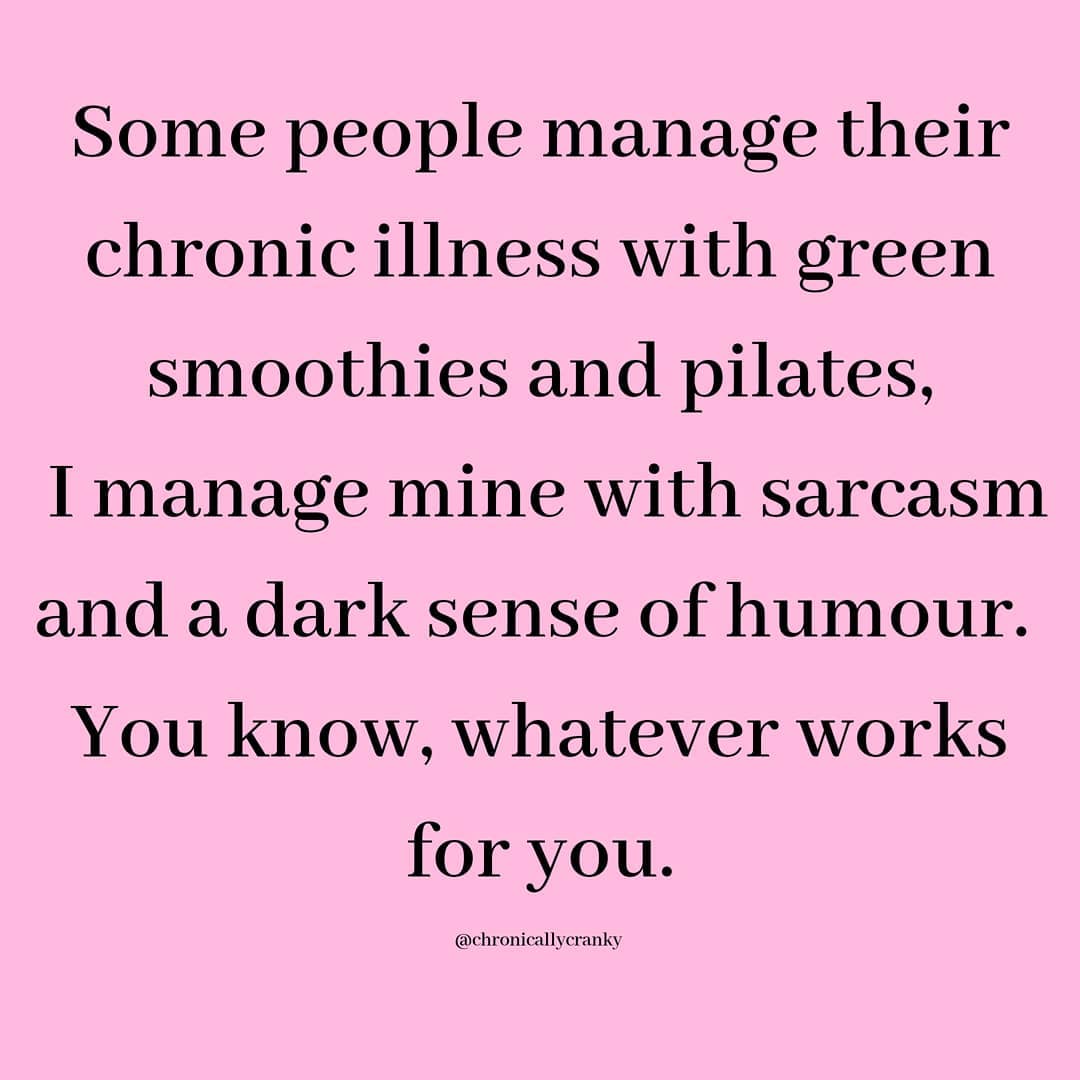 Some people manage their
chronic illness with green
smoothies and pilates,
I manage mine with sarcasm
and a dark sense of humour.
You know, whatever works
for you.
@chronicallycranky